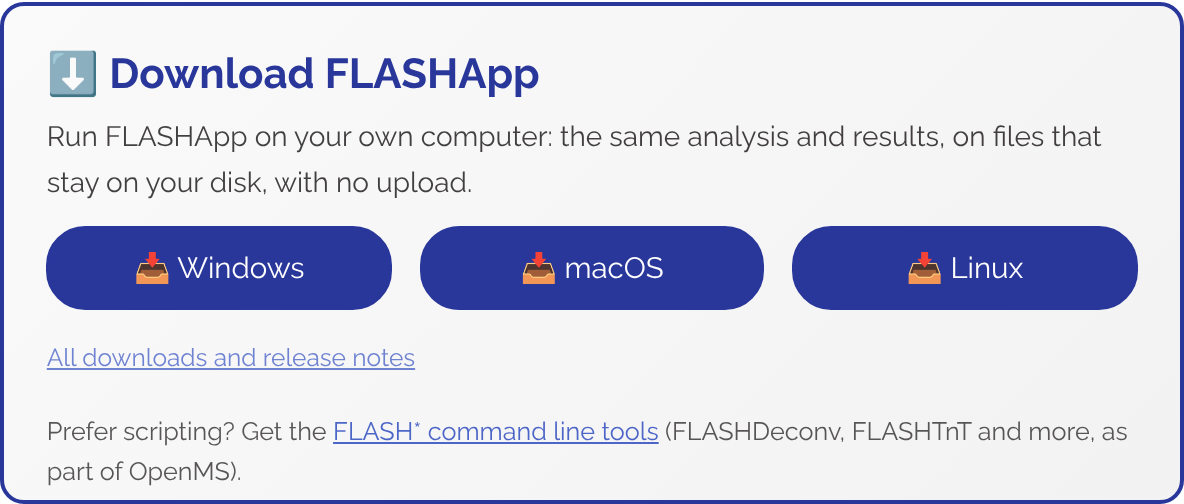 Download FLASHApp
Run FLASHApp on your own computer: the same analysis and results, on files that
stay on your disk, with no upload.
Windows
macOS
Linux
All downloads and release notes
Prefer scripting? Get the FLASH* command line tools (FLASHDeconv, FLASHTnT and more, as
part of OpenMS).